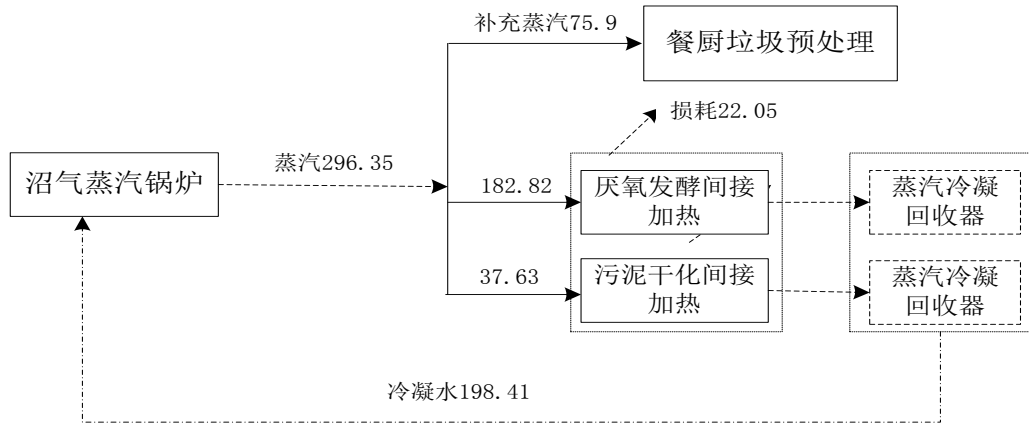 补充蒸汽75.9
餐厨垃圾预处理
损耗22.05
蒸汽296.35
沼气蒸汽锅炉
182.82
厌氧发酵间接
加热
蒸汽冷凝
回收器
37.63
污泥干化间接
加热
蒸汽冷凝
回收器
冷凝水198.41